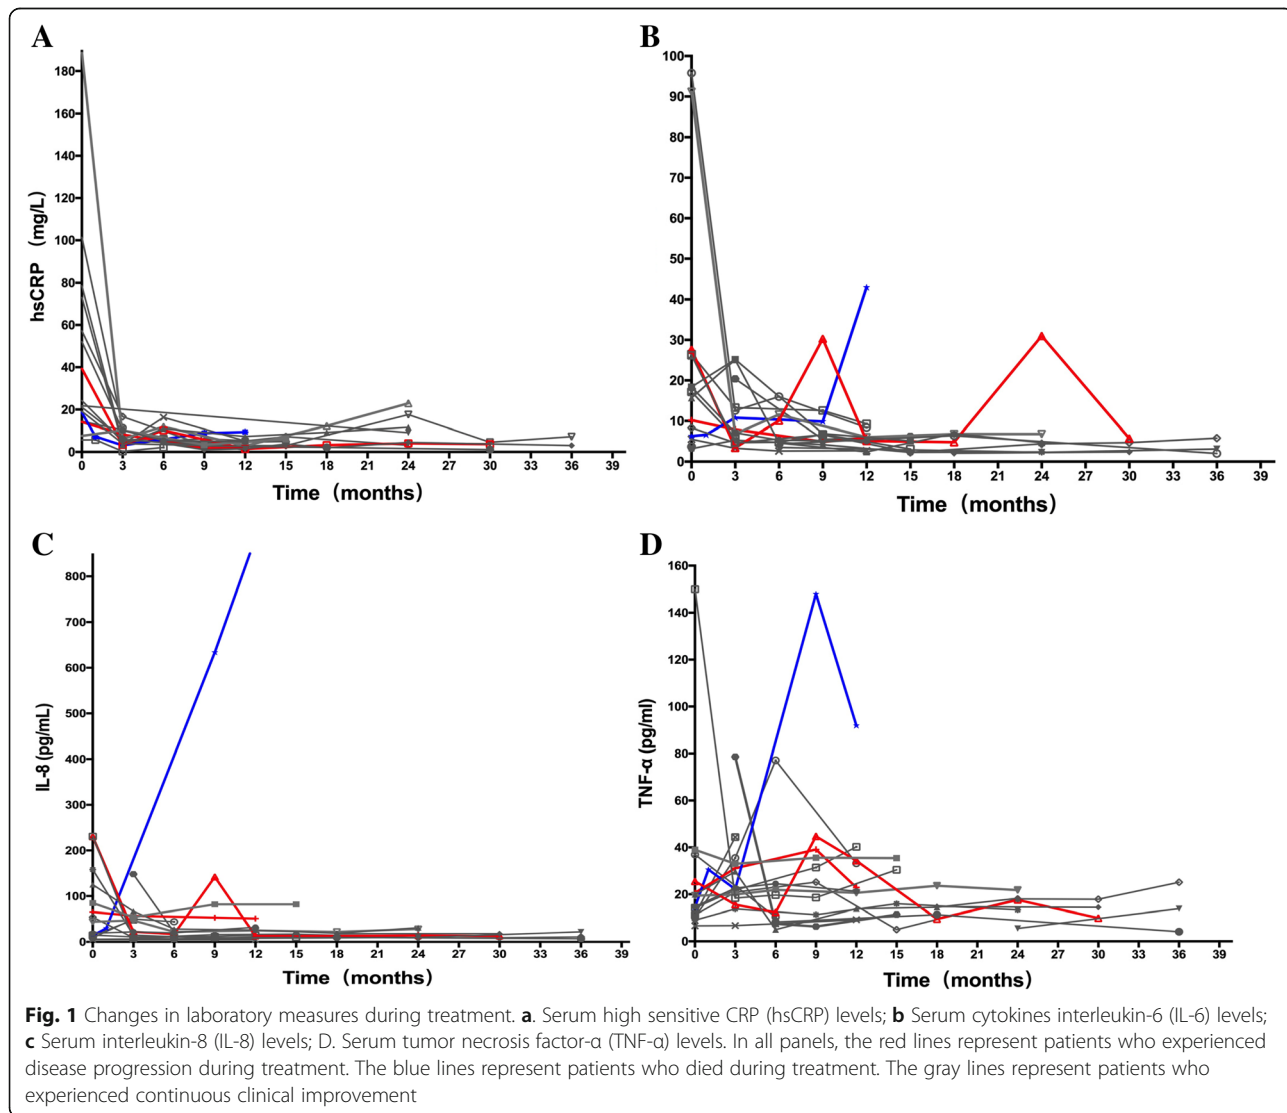 A
180
160
140
120
100
80
60
40
20
0
hsCRP (mg/L)
0 3 6 9 12 15 18 21 24 27 30 33 36 39
Time (months)
B
100
90
80
70
60
50
40
30
20
10
0
0 3 6 9 12 15 18 21 24 27 30 33 36 39
Time (months)
C
800
700
600
500
400
300
200
100
0
IL-8 (pg/mL)
0 3 6 9 12 15 18 21 24 27 30 33 36 39
Time (months)
D
160
140
120
100
80
60
40
20
0
TNF-α (pg/ml)
0 3 6 9 12 15 18 21 24 27 30 33 36 39
Time (months)
Fig. 1 Changes in laboratory measures during treatment. a. Serum high sensitive CRP (hsCRP) levels; b Serum cytokines interleukin-6 (IL-6) levels;
c Serum interleukin-8 (IL-8) levels; D. Serum tumor necrosis factor-α (TNF-α) levels. In all panels, the red lines represent patients who experienced
disease progression during treatment. The blue lines represent patients who died during treatment. The gray lines represent patients who
experienced continuous clinical improvement